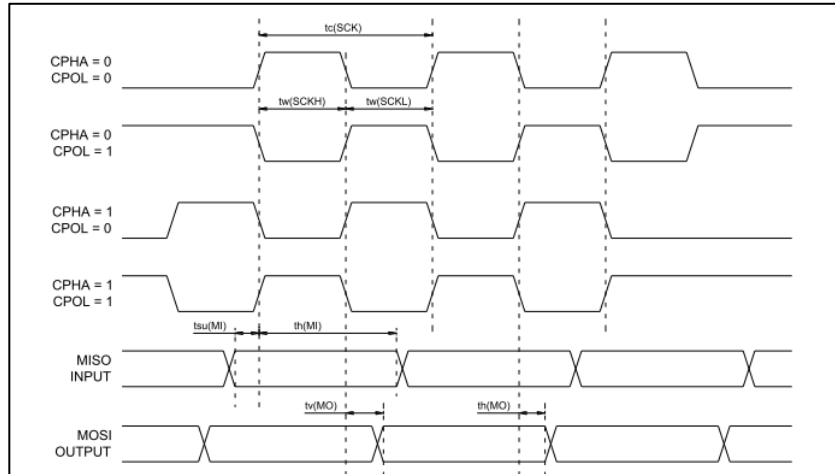 tc(SCK)
CPHA = 0
CPOL = 0
tw(SCKH) tw(SCKL)
CPHA = 0
CPOL = 1
CPHA = 1
CPOL = 0
CPHA = 1
CPOL = 1
tsu(MI) th(MI)
MISO
INPUT
tv(MO) th(MO)
MOSI
OUTPUT